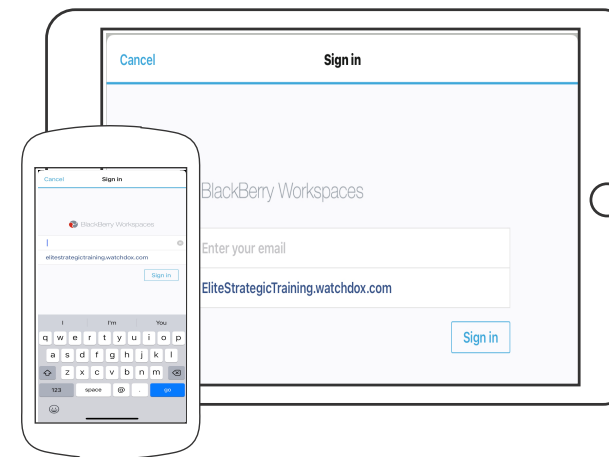 Cancel Sign in
BlackBerry Workspaces
Enter your email
EliteStrategicTraining.watchdox.com
Sign in
Cancel Sign in
BlackBerry Workspaces
elitestrategictraining.watchdox.com
Sign in
I I'm You
q w e r t y u i o p
a s d f g h j k l
z x c v b n m
123 space @ . go